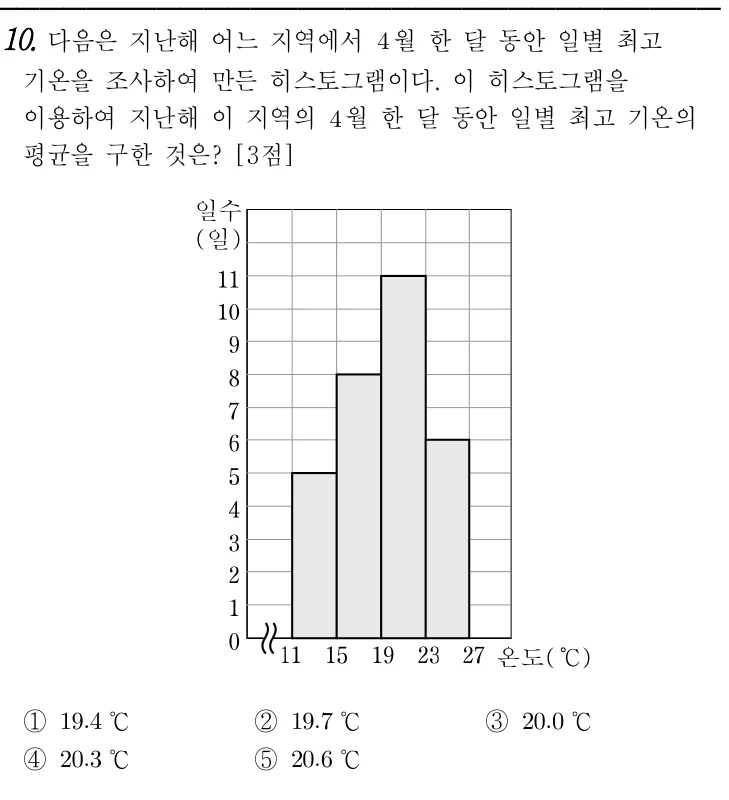 10. 다음은 지난해 어느 지역에서 4월 한 달 동안 일별 최고
기온을 조사하여 만든 히스토그램이다. 이 히스토그램을
이용하여 지난해 이 지역의 4월 한 달 동안 일별 최고 기온의
평균을 구한 것은? [3점]
일수
(일)
11
10
9
8
7
6
5
4
3
2
1
0
11 15 19 23 27 온도(℃)
① 19.4 ℃ ② 19.7 ℃ ③ 20.0 ℃
④ 20.3 ℃ ⑤ 20.6 ℃